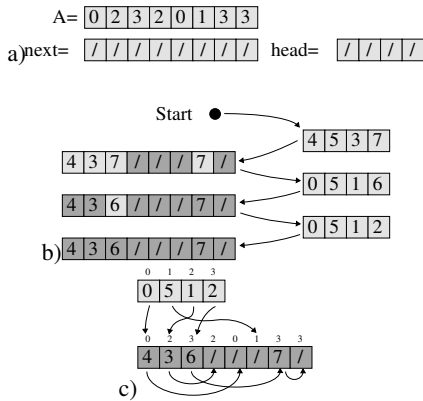 A= 0 2 3 2 0 1 3 3
a) next= / / / / / / / / head= / / / /
Start
4 5 3 7
4 3 7 / / / 7 /
0 5 1 6
4 3 6 / / / 7 /
0 5 1 2
b) 4 3 6 / / / 7 /
0 1 2 3
0 5 1 2
0 2 3 2 0 1 3 3
4 3 6 / / / 7 /
c)